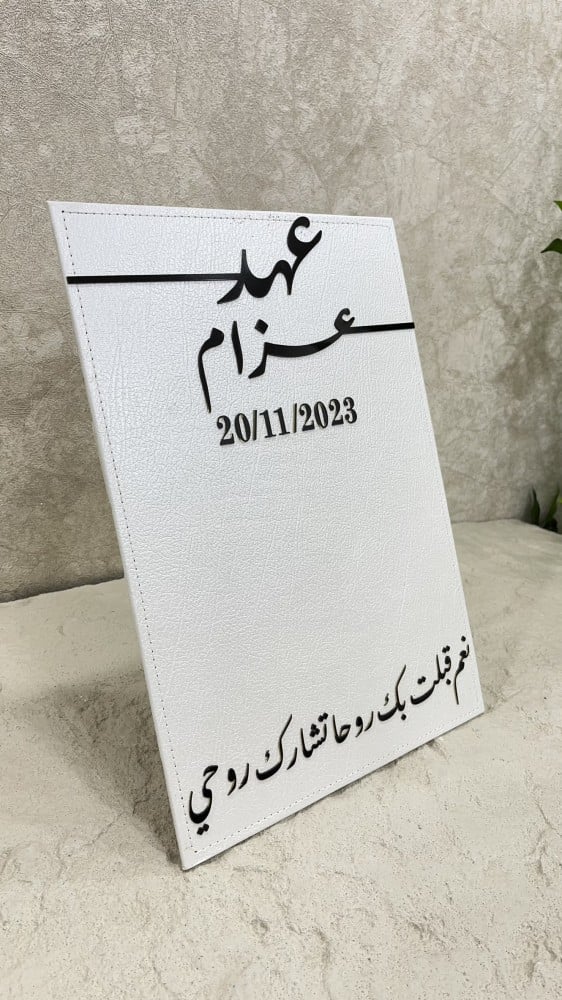 عهد
عزام
20/11/2023
نعم قبلت بك روحا تشارك روحي